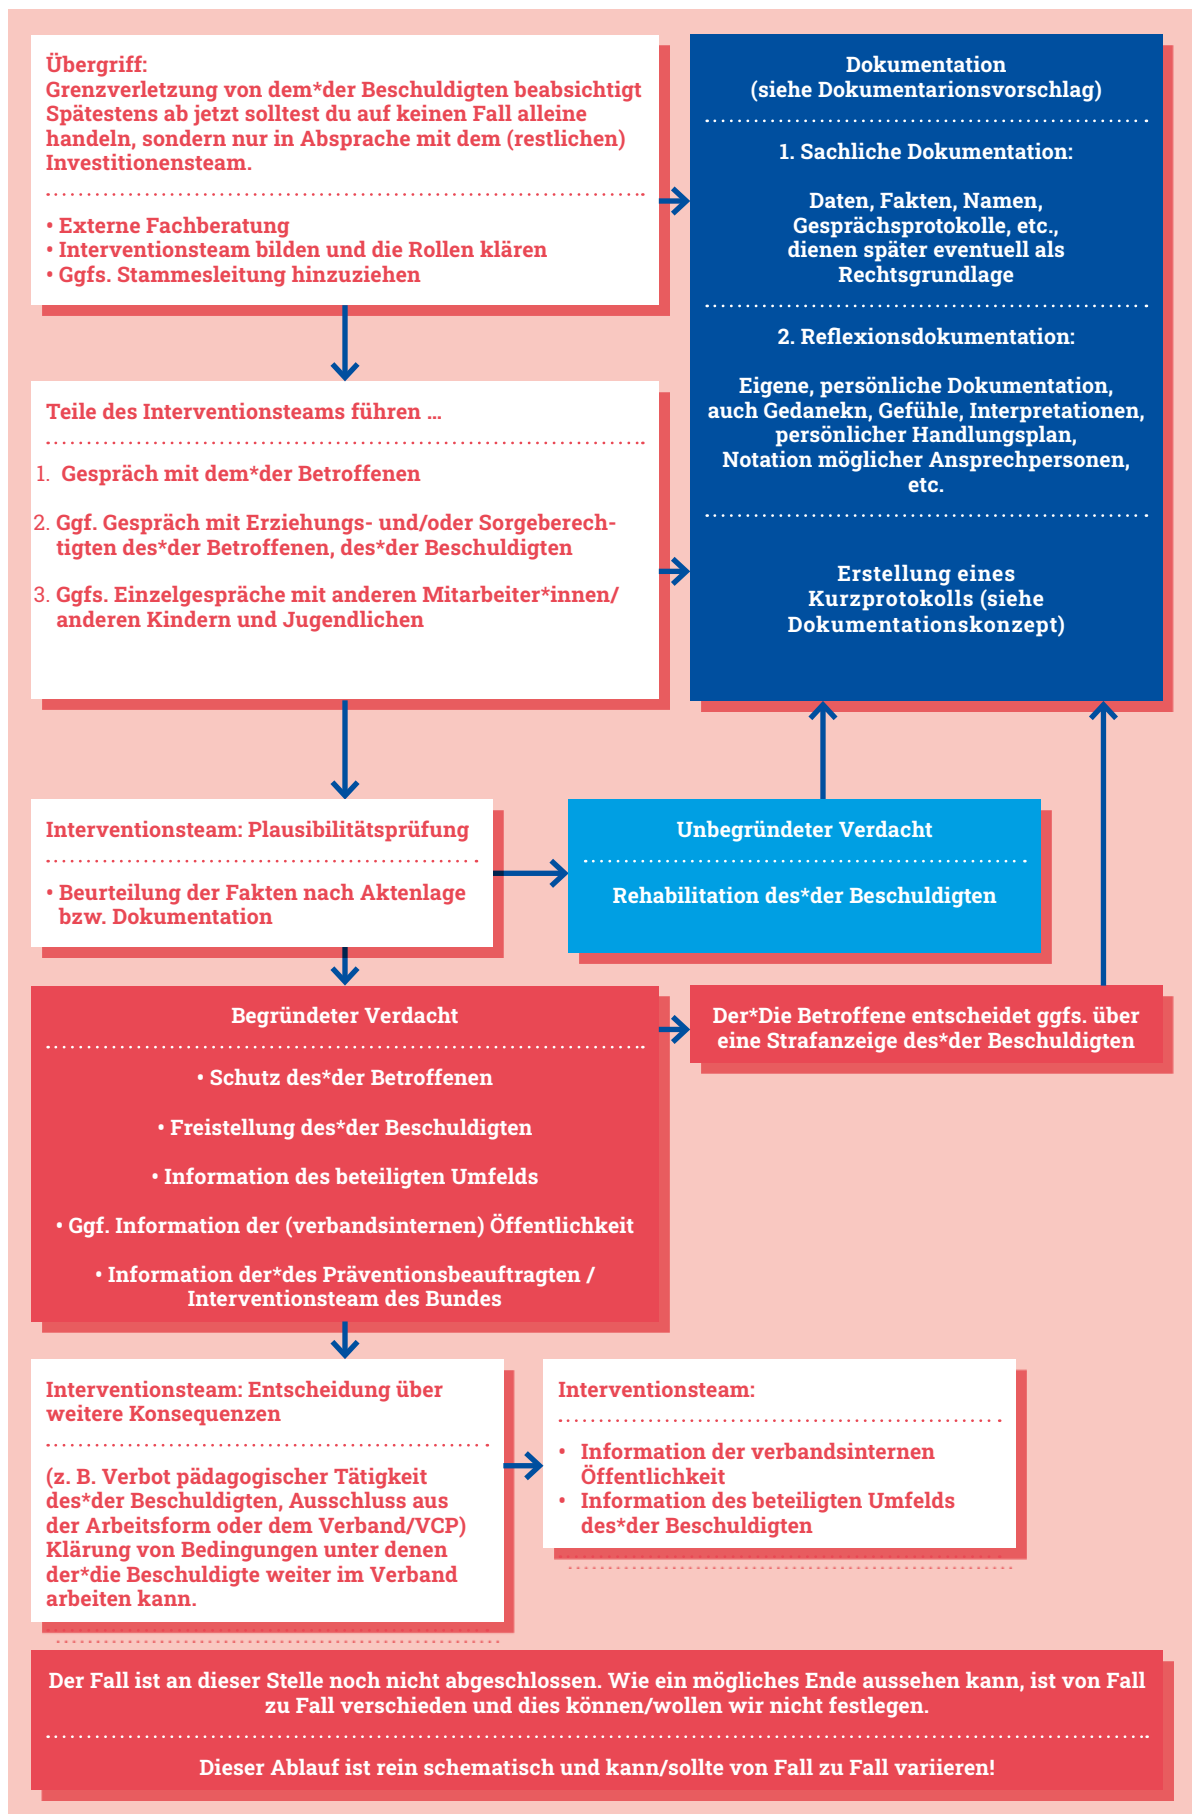 Übergriff:
Grenzverletzung von dem*der Beschuldigten beabsichtigt
Spätestens ab jetzt solltest du auf keinen Fall alleine
handeln, sondern nur in Absprache mit dem (restlichen)
Investitionensteam.
• Externe Fachberatung
• Interventionsteam bilden und die Rollen klären
• Ggfs. Stammesleitung hinzuziehen
Dokumentation
(siehe Dokumentarionsvorschlag)
1. Sachliche Dokumentation:
Daten, Fakten, Namen,
Gesprächsprotokolle, etc.,
dienen später eventuell als
Rechtsgrundlage
2. Reflexionsdokumentation:
Eigene, persönliche Dokumentation,
auch Gedanekn, Gefühle, Interpretationen,
persönlicher Handlungsplan,
Notation möglicher Ansprechpersonen,
etc.
Erstellung eines
Kurzprotokolls (siehe
Dokumentationskonzept)
Teile des Interventionsteams führen ...
1. Gespräch mit dem*der Betroffenen
2. Ggf. Gespräch mit Erziehungs- und/oder Sorgeberech-
tigten des*der Betroffenen, des*der Beschuldigten
3. Ggfs. Einzelgespräche mit anderen Mitarbeiter*innen/
anderen Kindern und Jugendlichen
Interventionsteam: Plausibilitätsprüfung
• Beurteilung der Fakten nach Aktenlage
bzw. Dokumentation
Unbegründeter Verdacht
Rehabilitation des*der Beschuldigten
Begründeter Verdacht
• Schutz des*der Betroffenen
• Freistellung des*der Beschuldigten
• Information des beteiligten Umfelds
• Ggf. Information der (verbandsinternen) Öffentlichkeit
• Information der*des Präventionsbeauftragten /
Interventionsteam des Bundes
Der*Die Betroffene entscheidet ggfs. über
eine Strafanzeige des*der Beschuldigten
Interventionsteam: Entscheidung über
weitere Konsequenzen
(z. B. Verbot pädagogischer Tätigkeit
des*der Beschuldigten, Ausschluss aus
der Arbeitsform oder dem Verband/VCP)
Klärung von Bedingungen unter denen
der*die Beschuldigte weiter im Verband
arbeiten kann.
Interventionsteam:
• Information der verbandsinternen
Öffentlichkeit
• Information des beteiligten Umfelds
des*der Beschuldigten
Der Fall ist an dieser Stelle noch nicht abgeschlossen. Wie ein mögliches Ende aussehen kann, ist von Fall
zu Fall verschieden und dies können/wollen wir nicht festlegen.
Dieser Ablauf ist rein schematisch und kann/sollte von Fall zu Fall variieren!